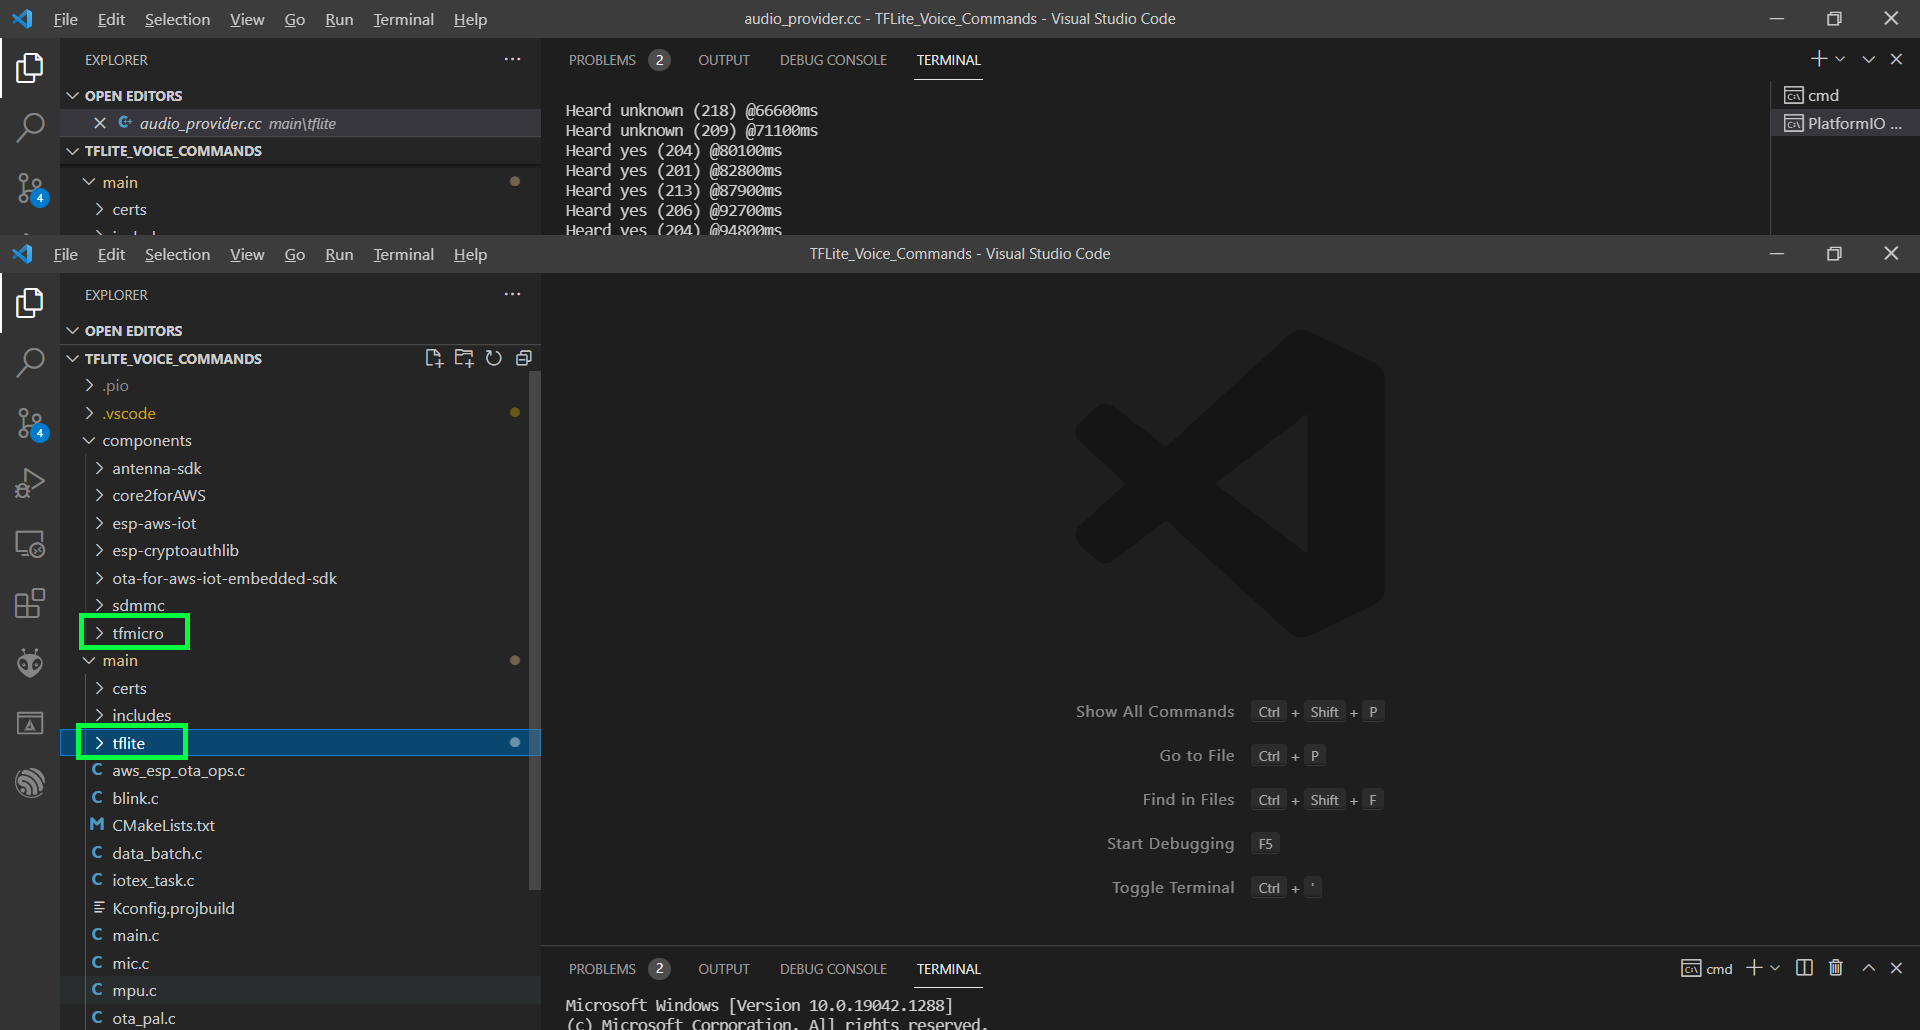 File Edit Selection View Go Run Terminal Help audio_provider.cc - TFLite_Voice_Commands - Visual Studio Code
EXPLORER
OPEN EDITORS
audio_provider.cc main\tflite
TFLITE_VOICE_COMMANDS
main
certs
4
PROBLEMS 2 OUTPUT DEBUG CONSOLE TERMINAL
Heard unknown (218) @66600ms
Heard unknown (209) @71100ms
Heard yes (204) @80100ms
Heard yes (201) @82800ms
Heard yes (213) @87900ms
Heard yes (206) @92700ms
Heard yes (204) @94800ms
cmd
PlatformIO ...
File Edit Selection View Go Run Terminal Help TFLite_Voice_Commands - Visual Studio Code
EXPLORER
OPEN EDITORS
TFLITE_VOICE_COMMANDS
.pio
.vscode
4
components
antenna-sdk
core2forAWS
esp-aws-iot
esp-cryptoauthlib
ota-for-aws-iot-embedded-sdk
sdmmc
tfmicro
main
certs
includes
tflite
C aws_esp_ota_ops.c
C blink.c
M CMakeLists.txt
C data_batch.c
C iotex_task.c
Kconfig.projbuild
C main.c
C mic.c
C mpu.c
C ota_pal.c
Show All Commands Ctrl + Shift + P
Go to File Ctrl + P
Find in Files Ctrl + Shift + F
Start Debugging F5
Toggle Terminal Ctrl + '
PROBLEMS 2 OUTPUT DEBUG CONSOLE TERMINAL cmd
Microsoft Windows [Version 10.0.19042.1288]
(c) Microsoft Corporation. All rights reserved.